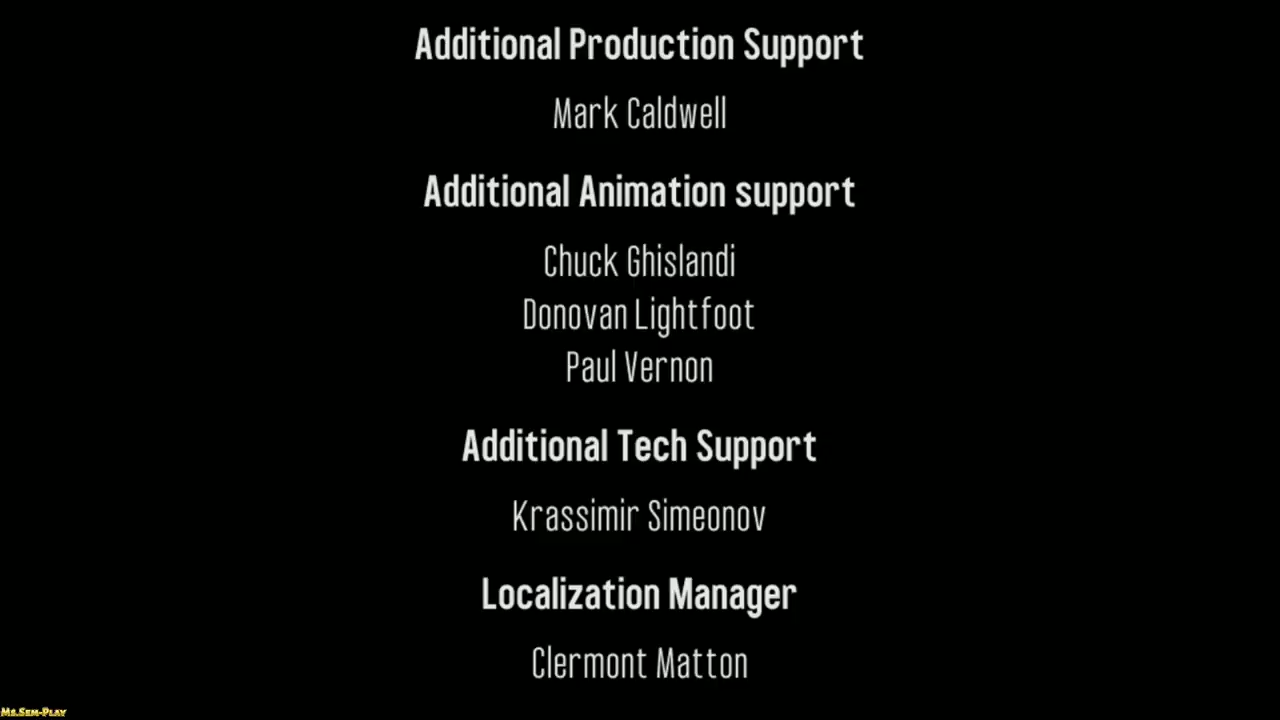 Additional Production Support
Mark Caldwell
Additional Animation support
Chuck Ghislandi
Donovan Lightfoot
Paul Vernon
Additional Tech Support
Krassimir Simeonov
Localization Manager
Clermont Matton
Ms.Sem-Play